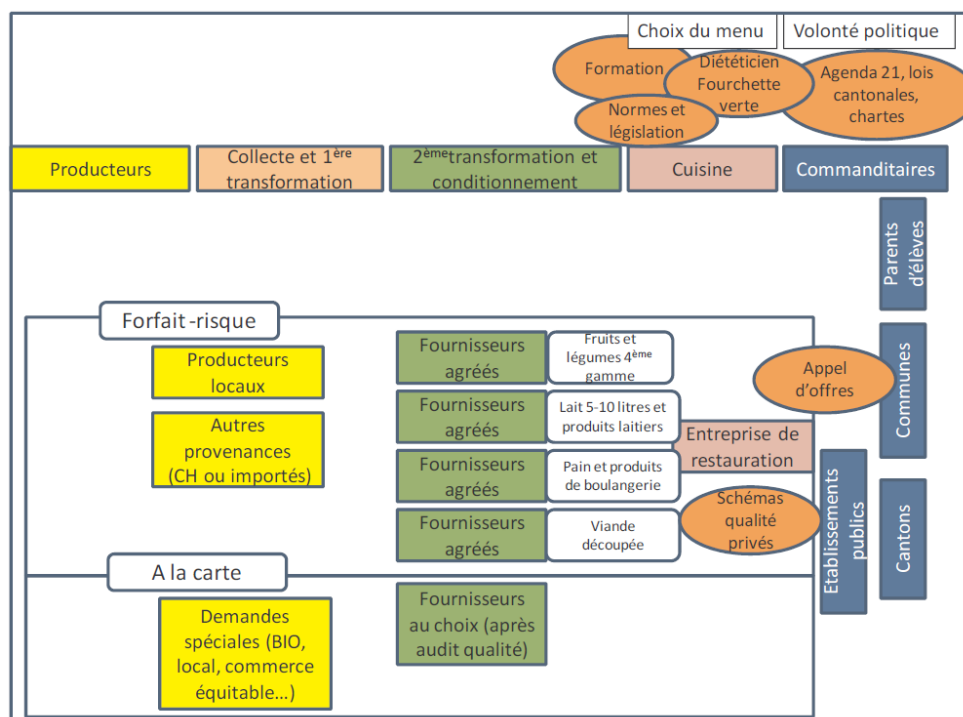 Choix du menu
Volonté politique
Formation
Diététicien
Fourchette
verte
Agenda 21, lois
cantonales,
chartes
Normes et
législation
Producteurs
Collecte et 1ère
transformation
2èmetransformation et
conditionnement
Cuisine
Commanditaires
Parents
d'élèves
Forfait-risque
Producteurs
locaux
Fournisseurs
agréés
Fruits et
légumes 4ème
gamme
Appel
d'offres
Communes
Autres
provenances
(CH ou importés)
Fournisseurs
agréés
Lait 5-10 litres et
produits laitiers
Entreprise de
restauration
Fournisseurs
agréés
Pain et produits
de boulangerie
Etablissements
publics
Cantons
Fournisseurs
agréés
Viande
découpée
Schémas
qualité
privés
A la carte
Demandes
spéciales (BIO,
local, commerce
équitable...)
Fournisseurs
au choix (après
audit qualité)